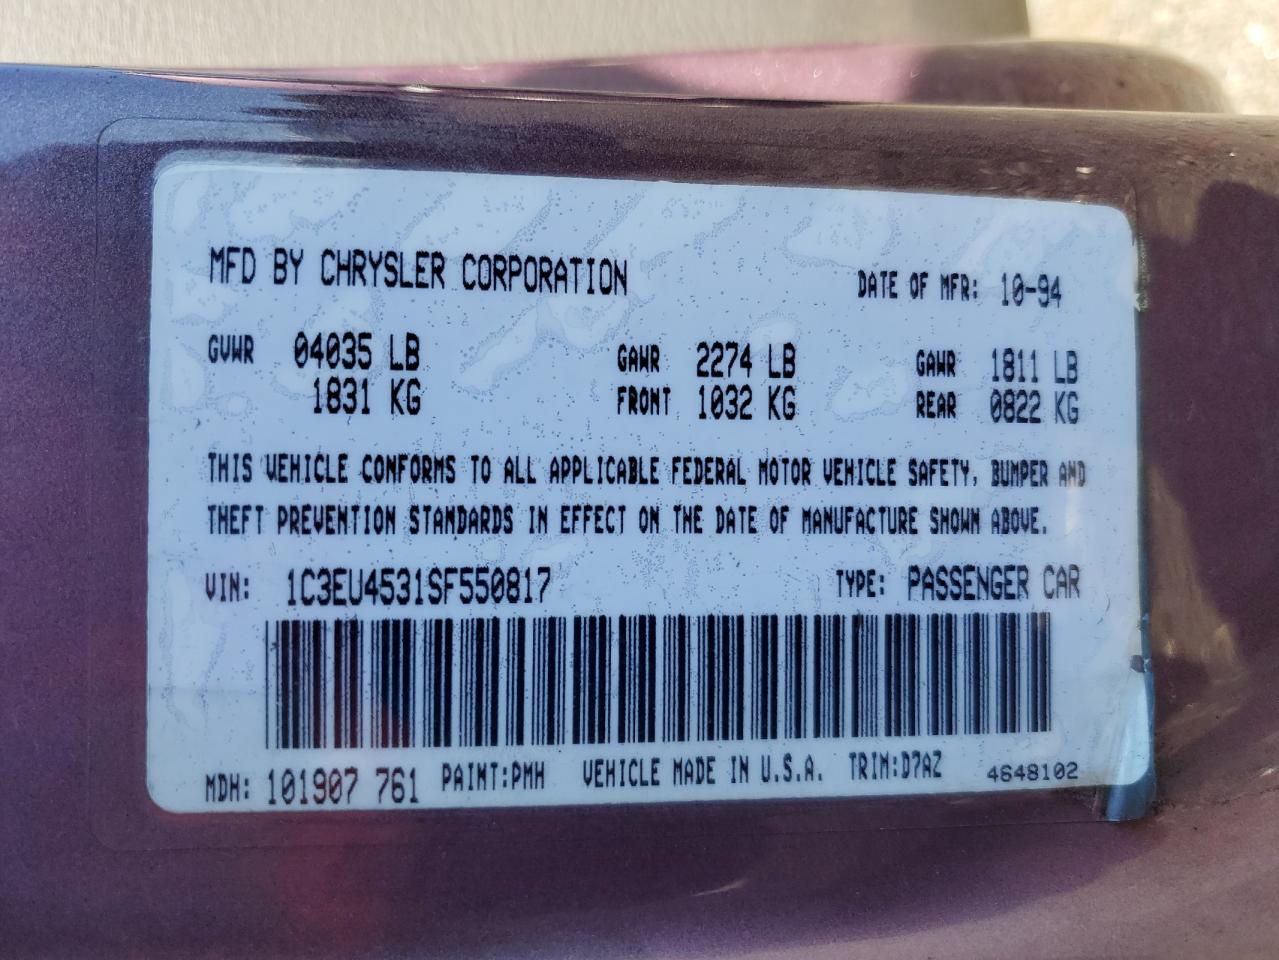 MFD BY CHRYSLER CORPORATION DATE OF MFR: 10-94
GVWR 04035 LB GAWR 2274 LB GAWR 1811 LB
1831 KG FRONT 1032 KG REAR 0822 KG
THIS VEHICLE CONFORMS TO ALL APPLICABLE FEDERAL MOTOR VEHICLE SAFETY, BUMPER AND
THEFT PREVENTION STANDARDS IN EFFECT ON THE DATE OF MANUFACTURE SHOWN ABOVE.
VIN: 1C3EU4531SF550817 TYPE: PASSENGER CAR
MDH: 101907 761 PAINT:PMH VEHICLE MADE IN U.S.A. TRIM:D7AZ 4648102